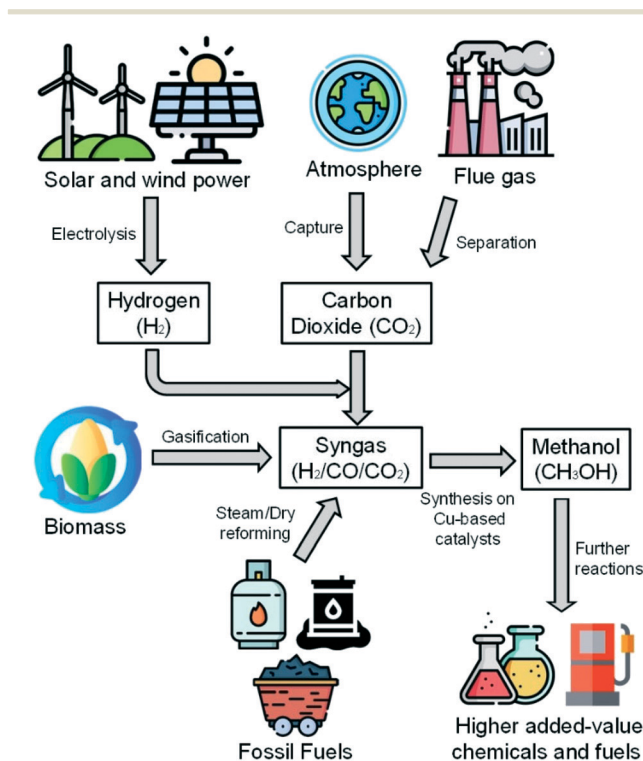 Solar and wind power
Atmosphere
Flue gas
Electrolysis
Capture
Separation
Hydrogen
(H₂)
Carbon
Dioxide (CO₂)
Gasification
Biomass
Syngas
(H₂/CO/CO₂)
Methanol
(CH₃OH)
Steam/Dry
reforming
Synthesis on
Cu-based
catalysts
Further
reactions
Fossil Fuels
Higher added-value
chemicals and fuels